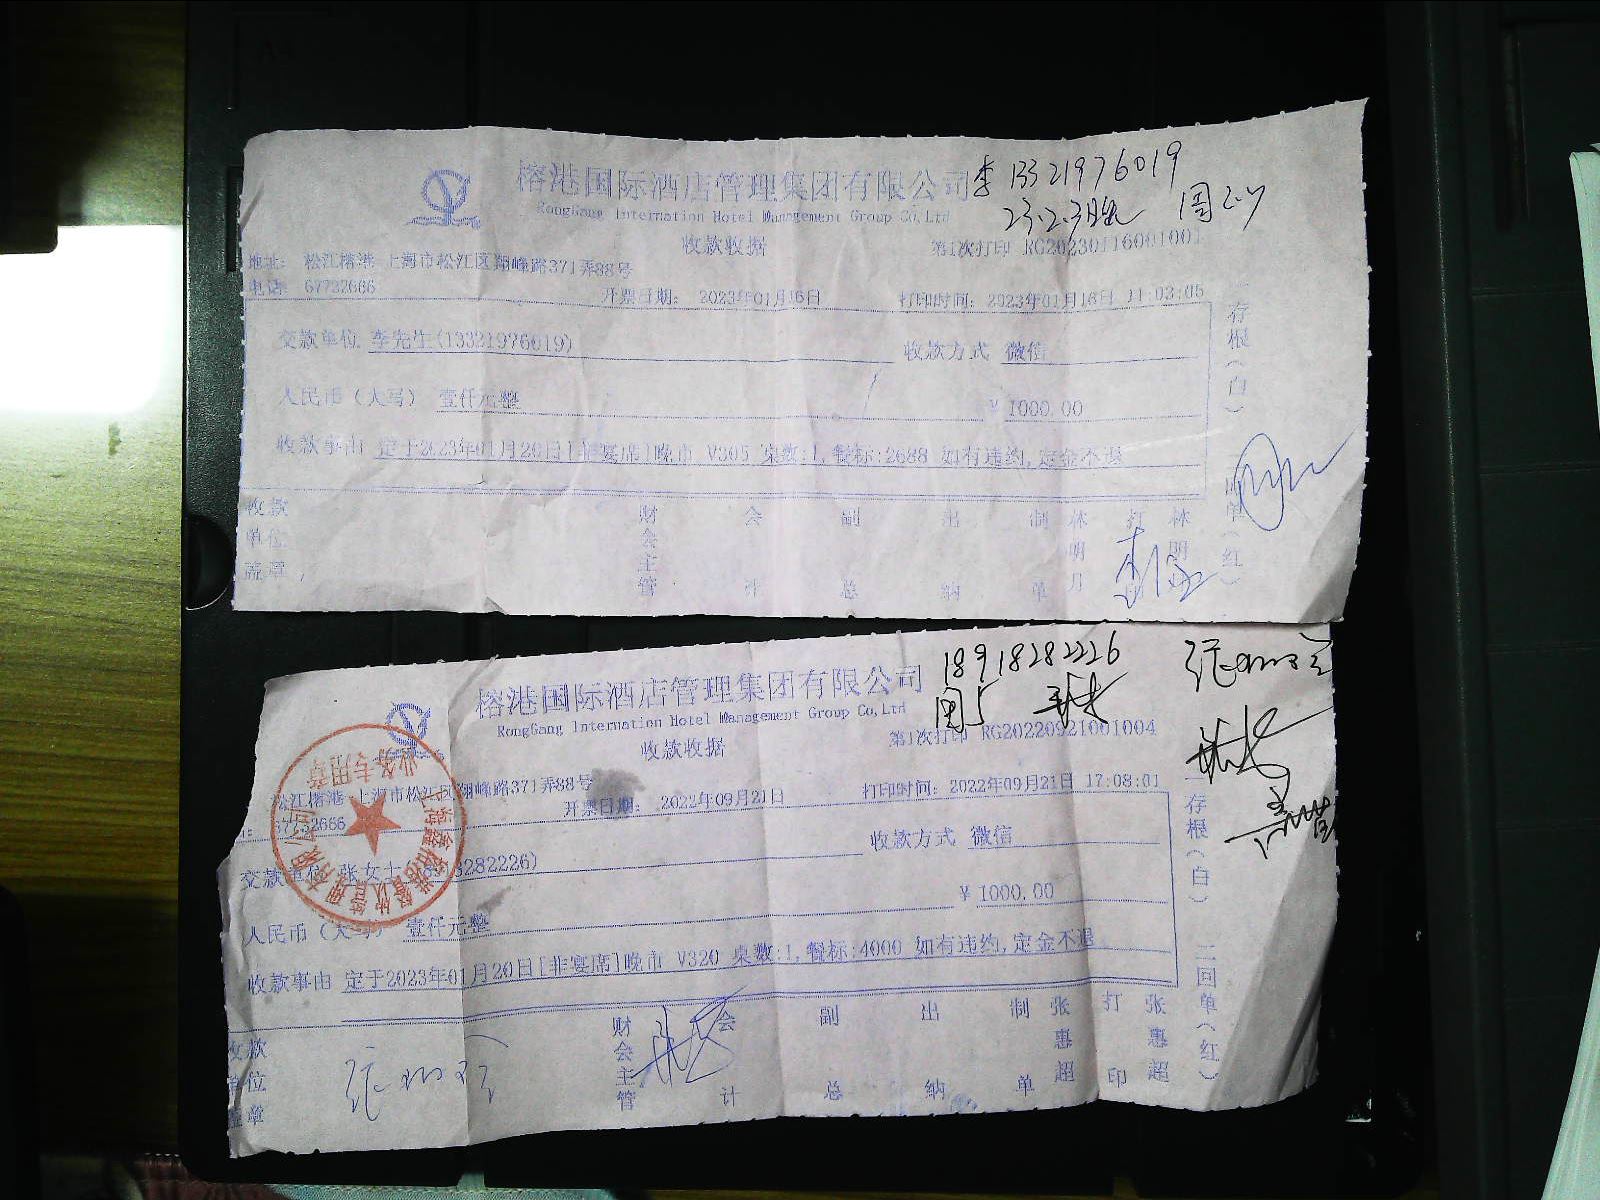 榕港国际酒店管理集团有限公司
李 13321976019
RongGang Internation Hotel Management Group Co,Ltd
23.2.3 周
收款收据
第1次打印 RG20230116001001
地址: 松江榕港-上海市松江区翔峰路371弄88号
电话: 67732666
开票日期: 2023年01月16日
打印时间: 2023年01月16日 11:03:05
交款单位 李先生(13321976019)
收款方式 微信
人民币(大写) 壹仟元整
¥ 1000.00
收款事由 定于2023年01月20日[非宴席]晚市 V305 桌数:1,餐标:2688 如有违约,定金不退
一存根(白) 二回单(红)
收款单位盖章
财会主管
会计
副总
出纳
制单 林明月
打印 林明月
榕港国际酒店管理集团有限公司
18918282226
RongGang Internation Hotel Management Group Co,Ltd
收款收据
第1次打印 RG20220921001004
松江榕港-上海市松江区翔峰路371弄88号
67732666
开票日期: 2022年09月21日
打印时间: 2022年09月21日 17:08:01
业务专用章
交款单位 张女士(18918282226)
收款方式 微信
人民币(大写) 壹仟元整
¥ 1000.00
收款事由 定于2023年01月20日[非宴席]晚市 V320 桌数:1,餐标:4000 如有违约,定金不退
一存根(白) 二回单(红)
收款单位盖章
财会主管
会计
副总
出纳
制单 张惠超
打印 张惠超